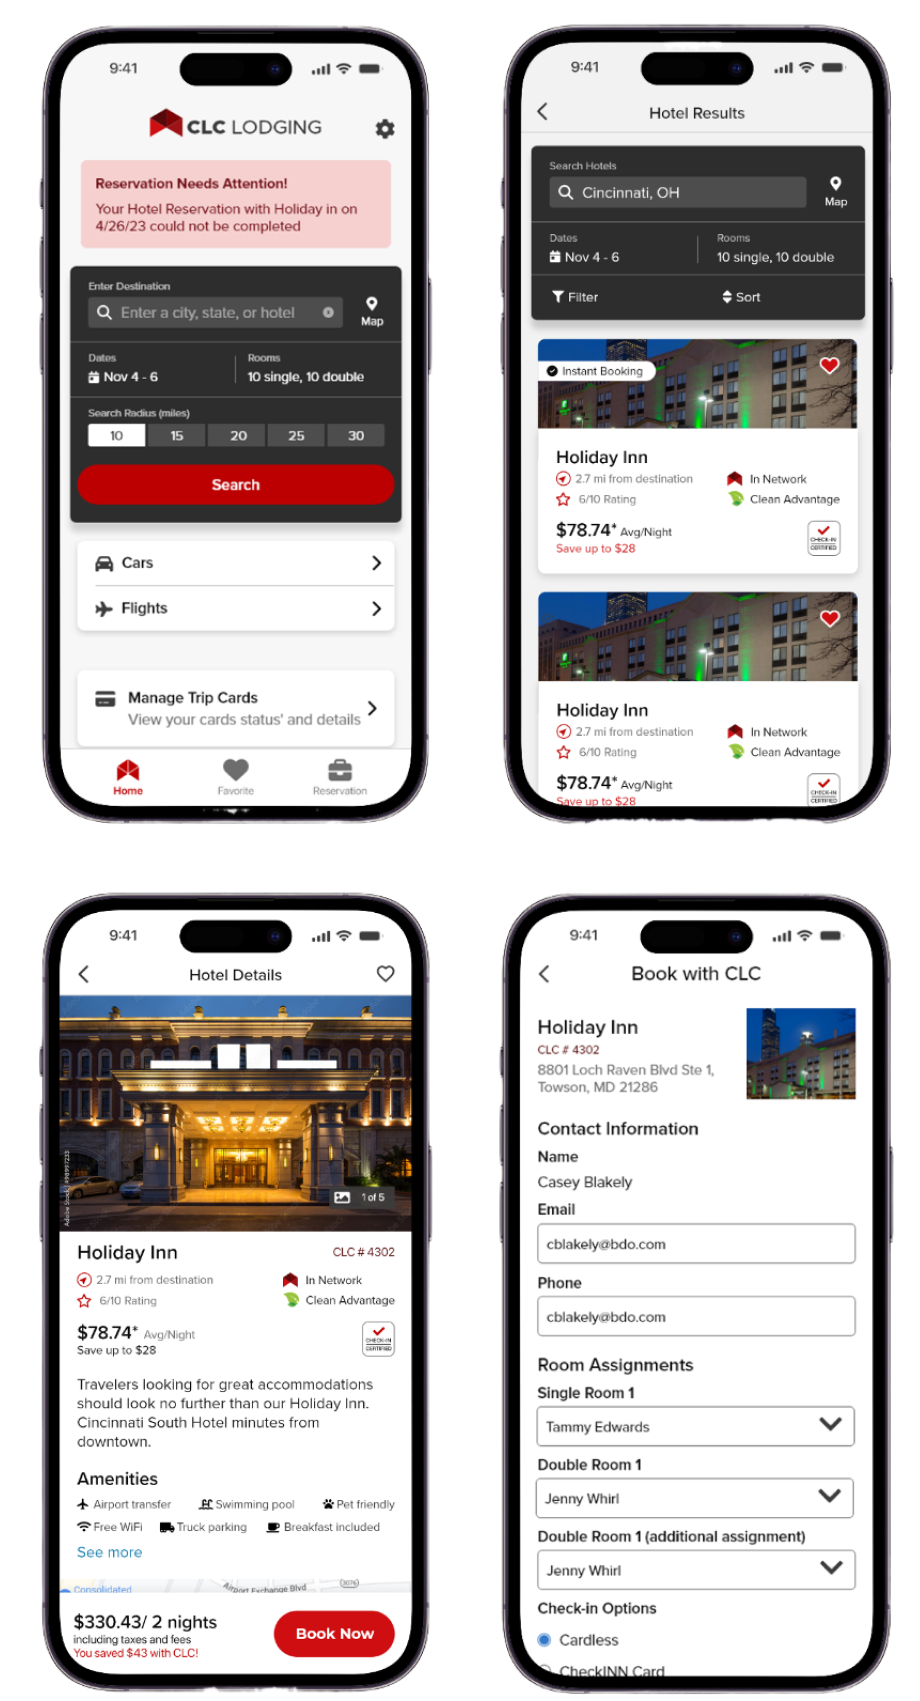 9:41
CLC LODGING
Reservation Needs Attention!
Your Hotel Reservation with Holiday in on
4/26/23 could not be completed
Enter Destination
Enter a city, state, or hotel
Map
Dates
Nov 4 - 6
Rooms
10 single, 10 double
Search Radius (miles)
10 15 20 25 30
Search
Cars
Flights
Manage Trip Cards
View your cards status' and details
Home Favorite Reservation
9:41
Hotel Results
Search Hotels
Cincinnati, OH
Map
Dates
Nov 4 - 6
Rooms
10 single, 10 double
Filter Sort
Instant Booking
Holiday Inn
2.7 mi from destination In Network
6/10 Rating Clean Advantage
$78.74* Avg/Night
Save up to $28
CHECK-IN
CERTIFIED
Holiday Inn
2.7 mi from destination In Network
6/10 Rating Clean Advantage
$78.74* Avg/Night
Save up to $28
CHECK-IN
CERTIFIED
9:41
Hotel Details
Adobe Stock | 498997233
1 of 5
Holiday Inn CLC # 4302
2.7 mi from destination In Network
6/10 Rating Clean Advantage
$78.74* Avg/Night
Save up to $28
CHECK-IN
CERTIFIED
Travelers looking for great accommodations
should look no further than our Holiday Inn.
Cincinnati South Hotel minutes from
downtown.
Amenities
Airport transfer Swimming pool Pet friendly
Free WiFi Truck parking Breakfast included
See more
Consolidated
Airport Exchange Blvd
$330.43/ 2 nights
including taxes and fees
You saved $43 with CLC!
Book Now
9:41
Book with CLC
Holiday Inn
CLC # 4302
8801 Loch Raven Blvd Ste 1,
Towson, MD 21286
Contact Information
Name
Casey Blakely
Email
cblakely@bdo.com
Phone
cblakely@bdo.com
Room Assignments
Single Room 1
Tammy Edwards
Double Room 1
Jenny Whirl
Double Room 1 (additional assignment)
Jenny Whirl
Check-in Options
Cardless
CheckINN Card